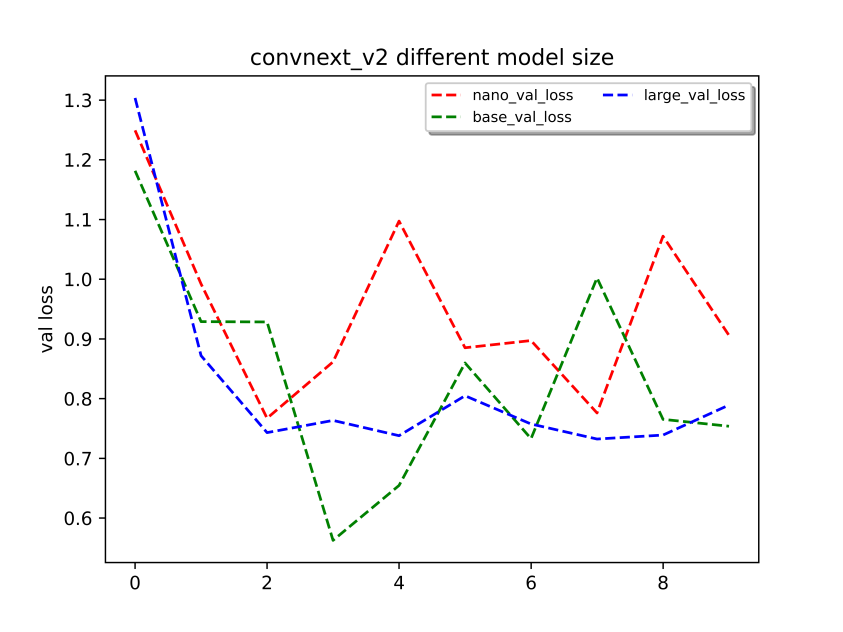 convnext_v2 different model size
nano_val_loss
base_val_loss
large_val_loss
val loss
1.3
1.2
1.1
1.0
0.9
0.8
0.7
0.6
0 2 4 6 8